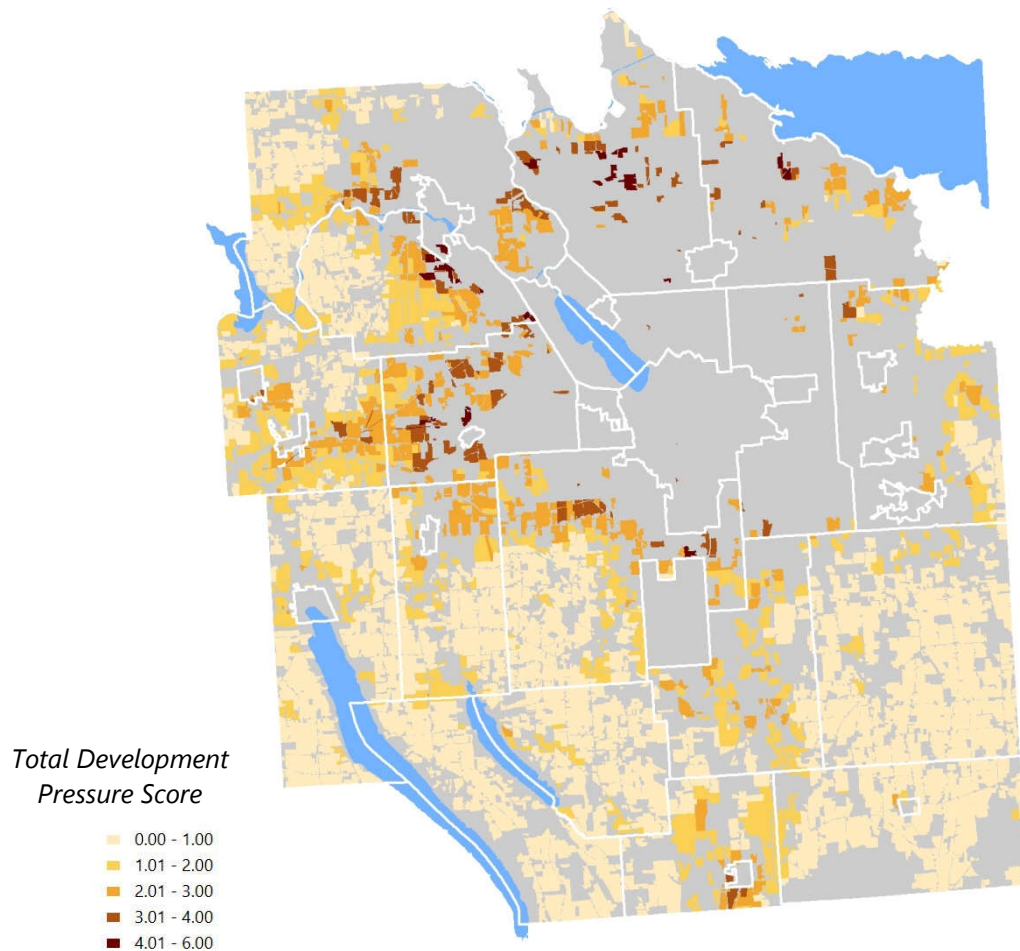 Total Development
Pressure Score
0.00 - 1.00
1.01 - 2.00
2.01 - 3.00
3.01 - 4.00
4.01 - 6.00